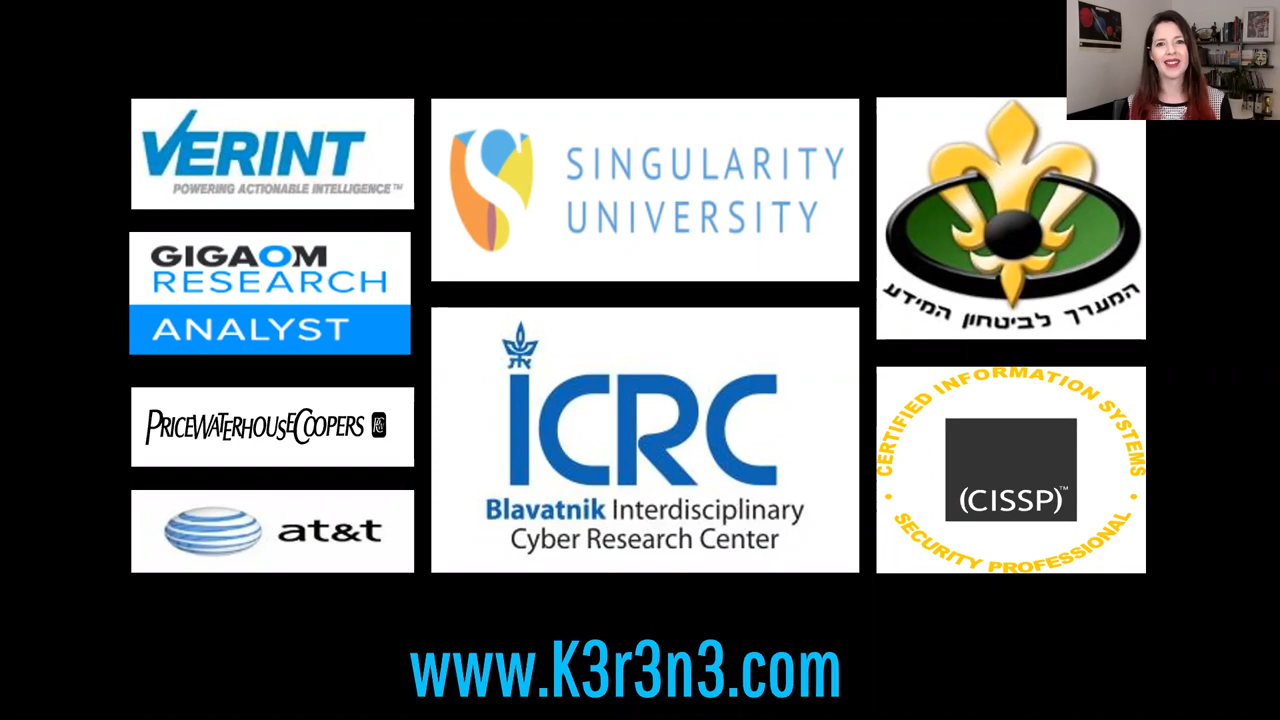 VERINT
POWERING ACTIONABLE INTELLIGENCE™
GIGAOM
RESEARCH
ANALYST
PRICEWATERHOUSECOOPERS
at&t
SINGULARITY
UNIVERSITY
ICRC
Blavatnik Interdisciplinary
Cyber Research Center
המערך לביטחון המידע
CERTIFIED INFORMATION SYSTEMS
(CISSP)™
SECURITY PROFESSIONAL
www.K3r3n3.com